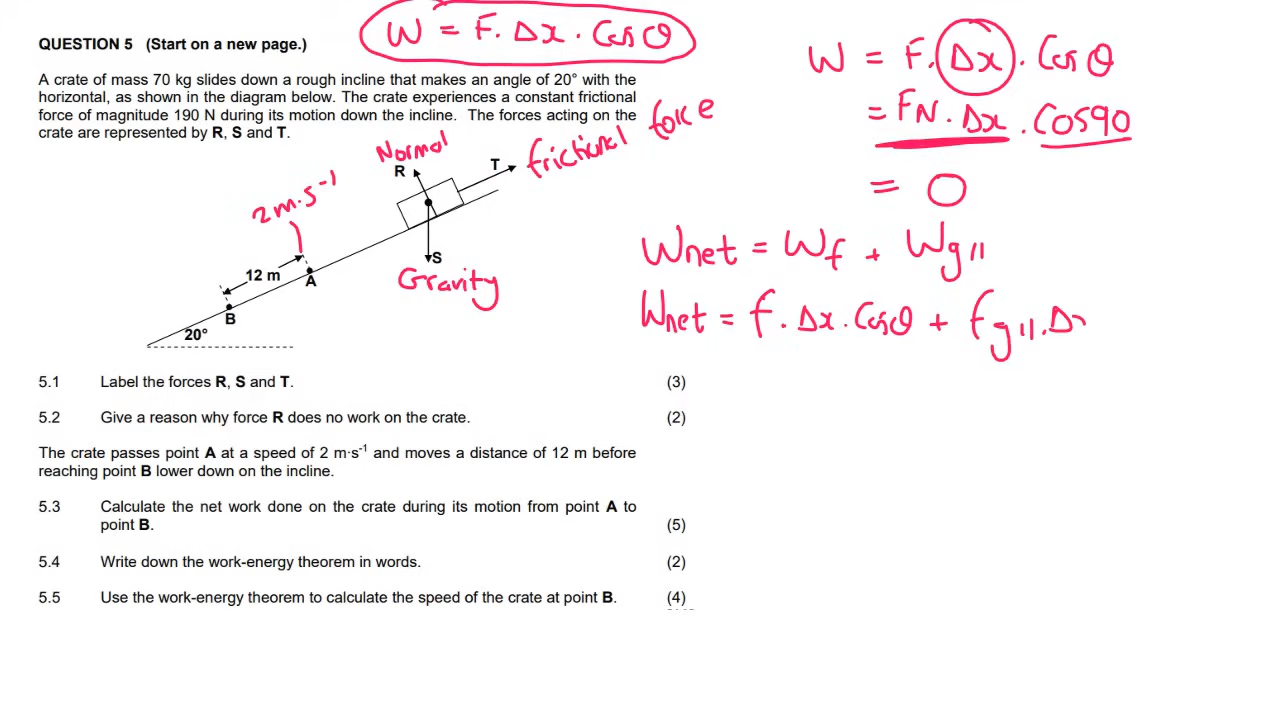 W = F. Δx . Cos θ
QUESTION 5 (Start on a new page.)
A crate of mass 70 kg slides down a rough incline that makes an angle of 20° with the
horizontal, as shown in the diagram below. The crate experiences a constant frictional
force of magnitude 190 N during its motion down the incline. The forces acting on the
crate are represented by R, S and T.
Normal
R
T
frictional force
2m.s⁻¹
12 m
A
S
Gravity
B
20°
W = F. Δx . Cos θ
= FN . Δx . Cos90
= 0
Wnet = Wf + Wg||
Wnet = f. Δx. Cosθ + fg||. Δx
5.1 Label the forces R, S and T. (3)
5.2 Give a reason why force R does no work on the crate. (2)
The crate passes point A at a speed of 2 m·s⁻¹ and moves a distance of 12 m before
reaching point B lower down on the incline.
5.3 Calculate the net work done on the crate during its motion from point A to
point B. (5)
5.4 Write down the work-energy theorem in words. (2)
5.5 Use the work-energy theorem to calculate the speed of the crate at point B. (4)